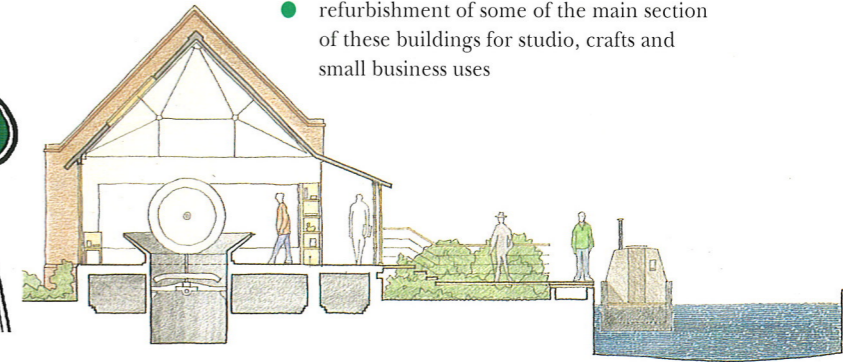 refurbishment of some of the main section
of these buildings for studio, crafts and
small business uses